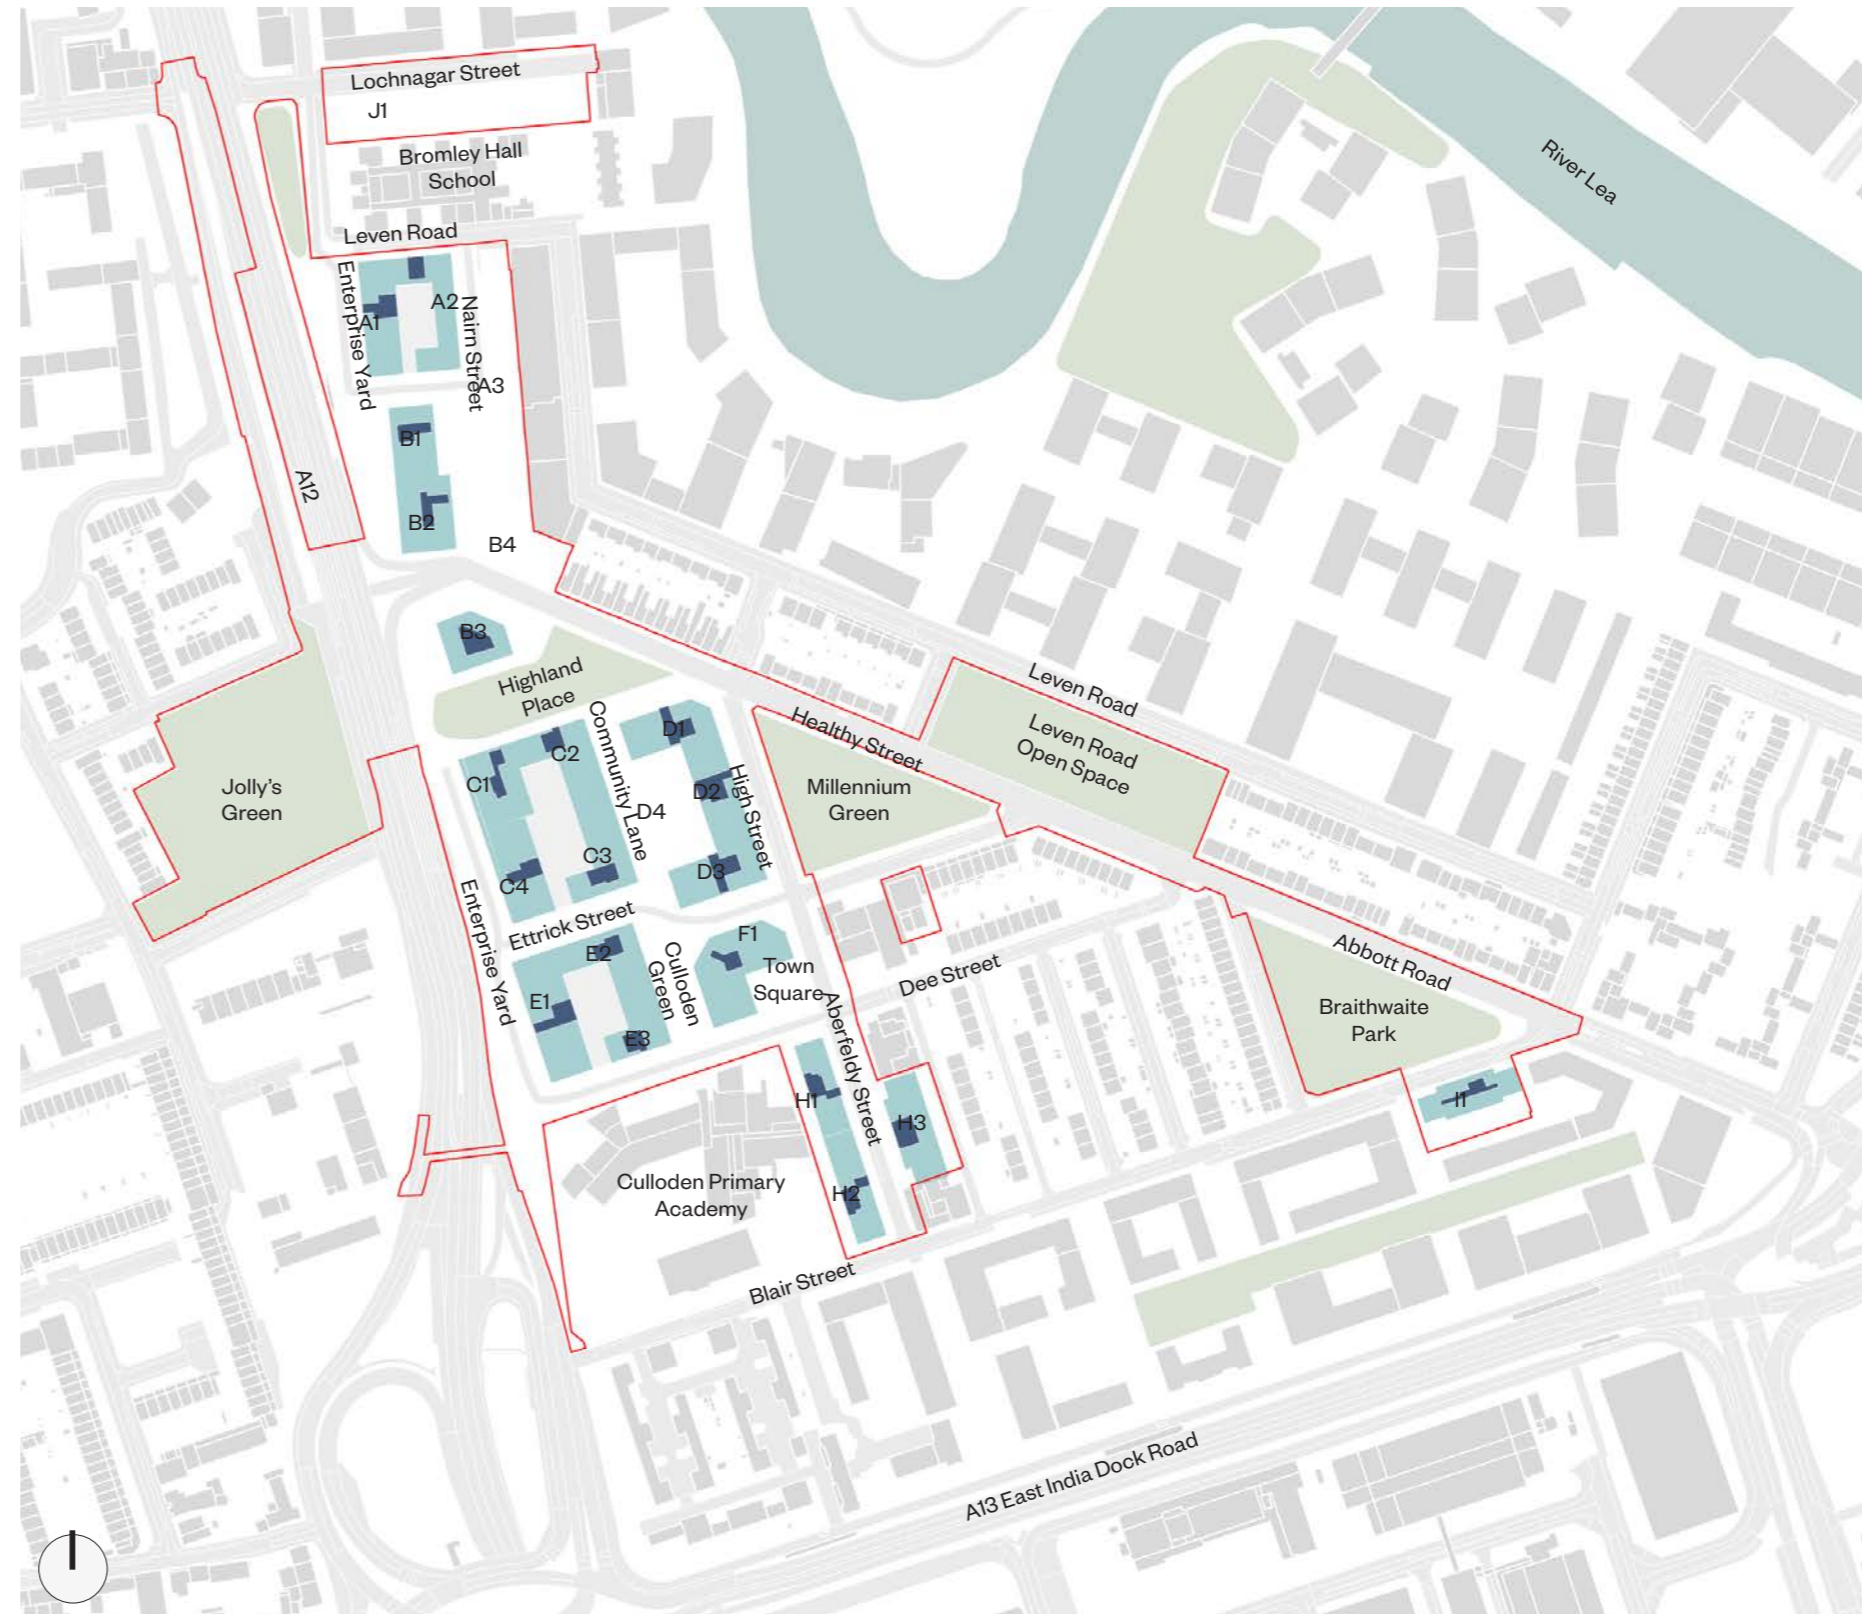 Lochnagar Street
J1
Bromley Hall
School
Leven Road
Enterprise Yard
A1
A2
Nairn Street
A3
A12
B1
B2
B4
River Lea
B3
Highland
Place
Community Lane
C1
C2
C3
C4
D1
D2
D3
D4
High Street
Healthy Street
Leven Road
Leven Road
Open Space
Millennium
Green
Jolly's
Green
Enterprise Yard
Ettrick Street
E1
E2
E3
Culloden
Green
F1
Town
Square
Dee Street
Aberfeldy Street
Abbott Road
Braithwaite
Park
H1
H2
H3
I1
Culloden Primary
Academy
Blair Street
A13 East India Dock Road